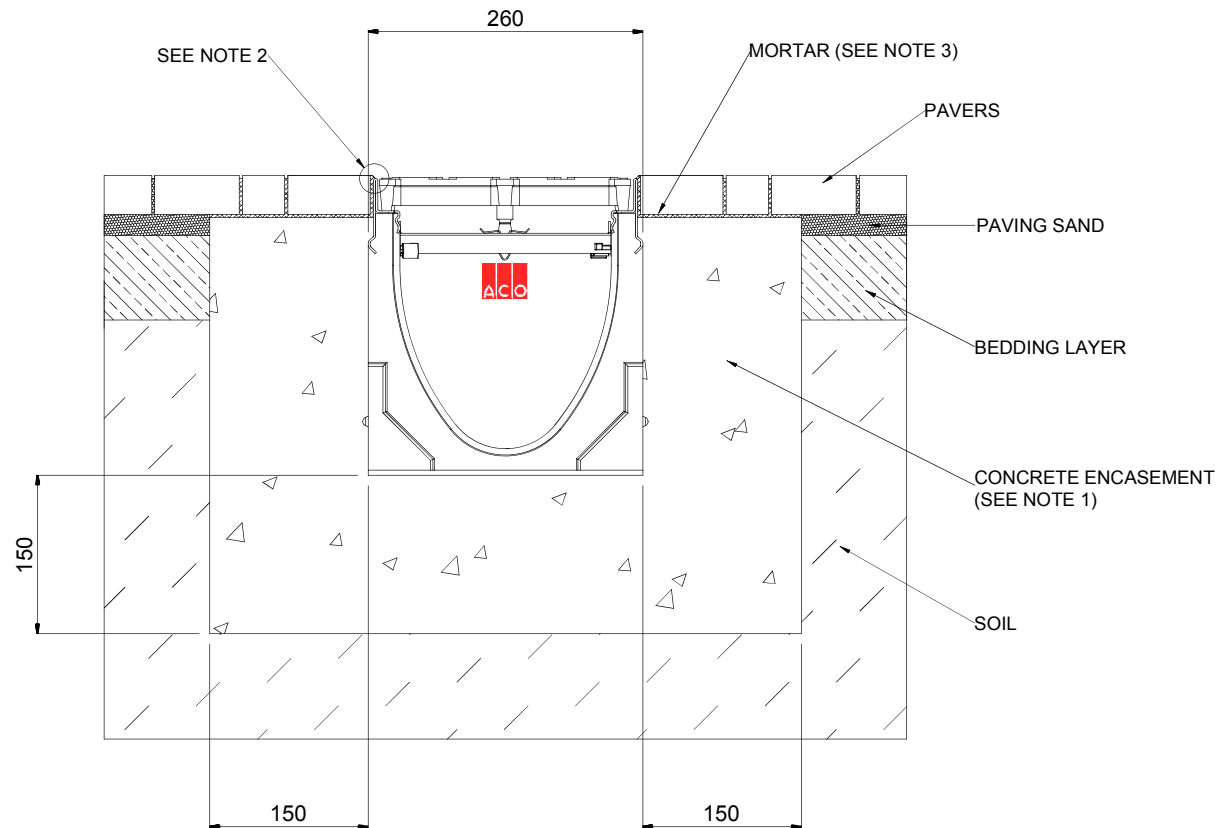 260
SEE NOTE 2
MORTAR (SEE NOTE 3)
PAVERS
PAVING SAND
ACO
BEDDING LAYER
CONCRETE ENCASEMENT
(SEE NOTE 1)
150
SOIL
150
150